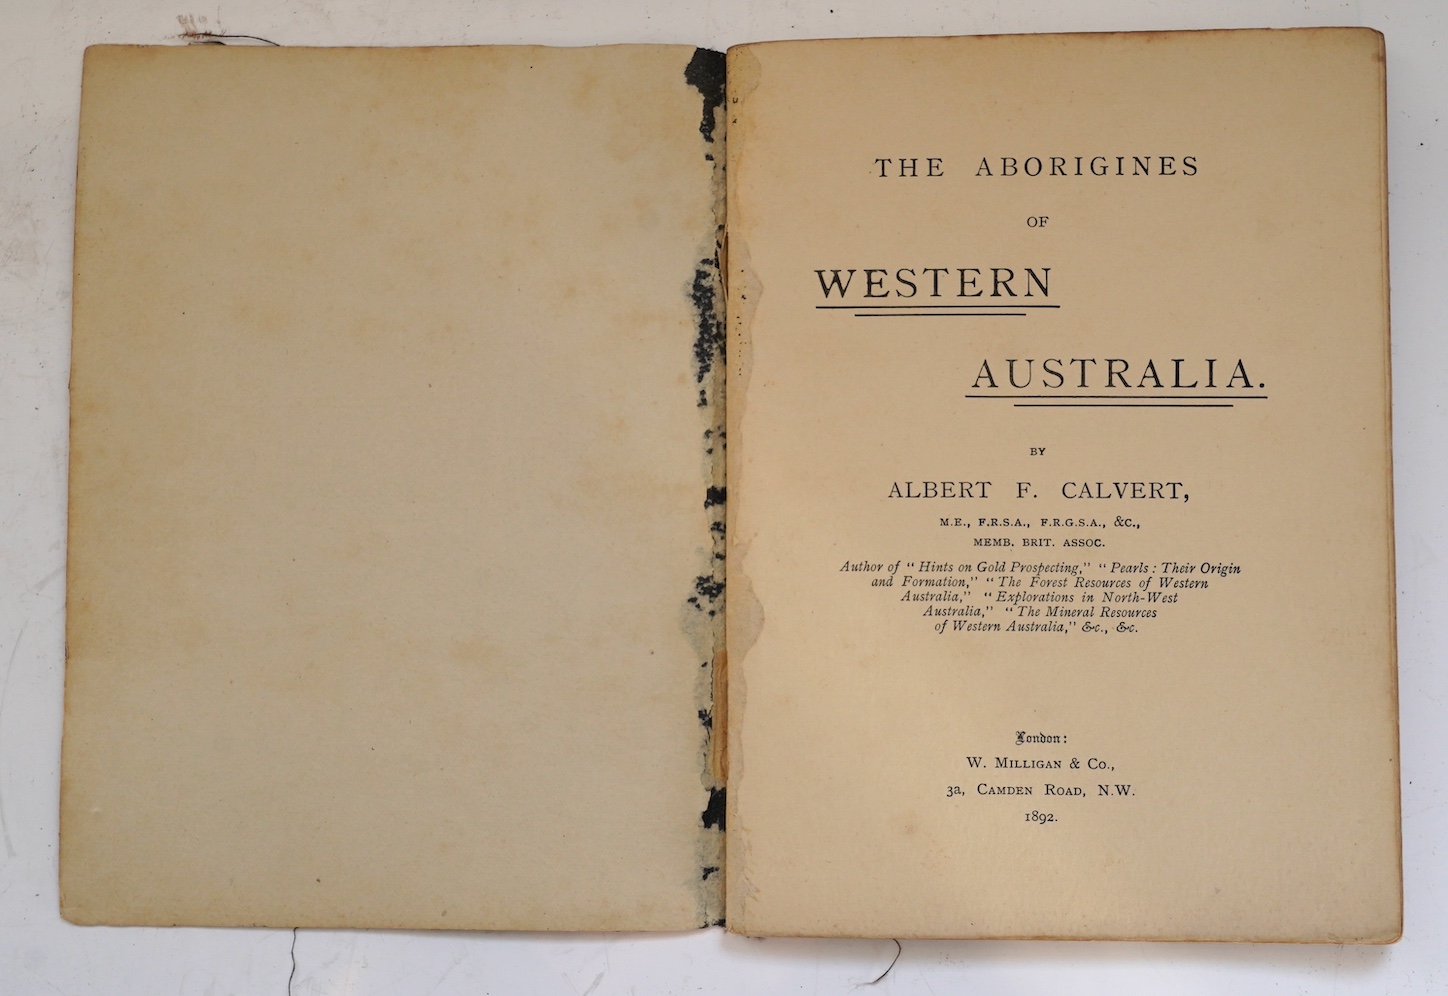 THE ABORIGINES
OF
WESTERN
AUSTRALIA.
BY
ALBERT F. CALVERT,
M.E., F.R.S.A., F.R.G.S.A., &C.,
MEMB. BRIT. ASSOC.
Author of "Hints on Gold Prospecting," "Pearls: Their Origin
and Formation," "The Forest Resources of Western
Australia," "Explorations in North-West
Australia," "The Mineral Resources
of Western Australia," &c., &c.
London:
W. MILLIGAN & CO.,
3a, CAMDEN ROAD, N.W.
1892.